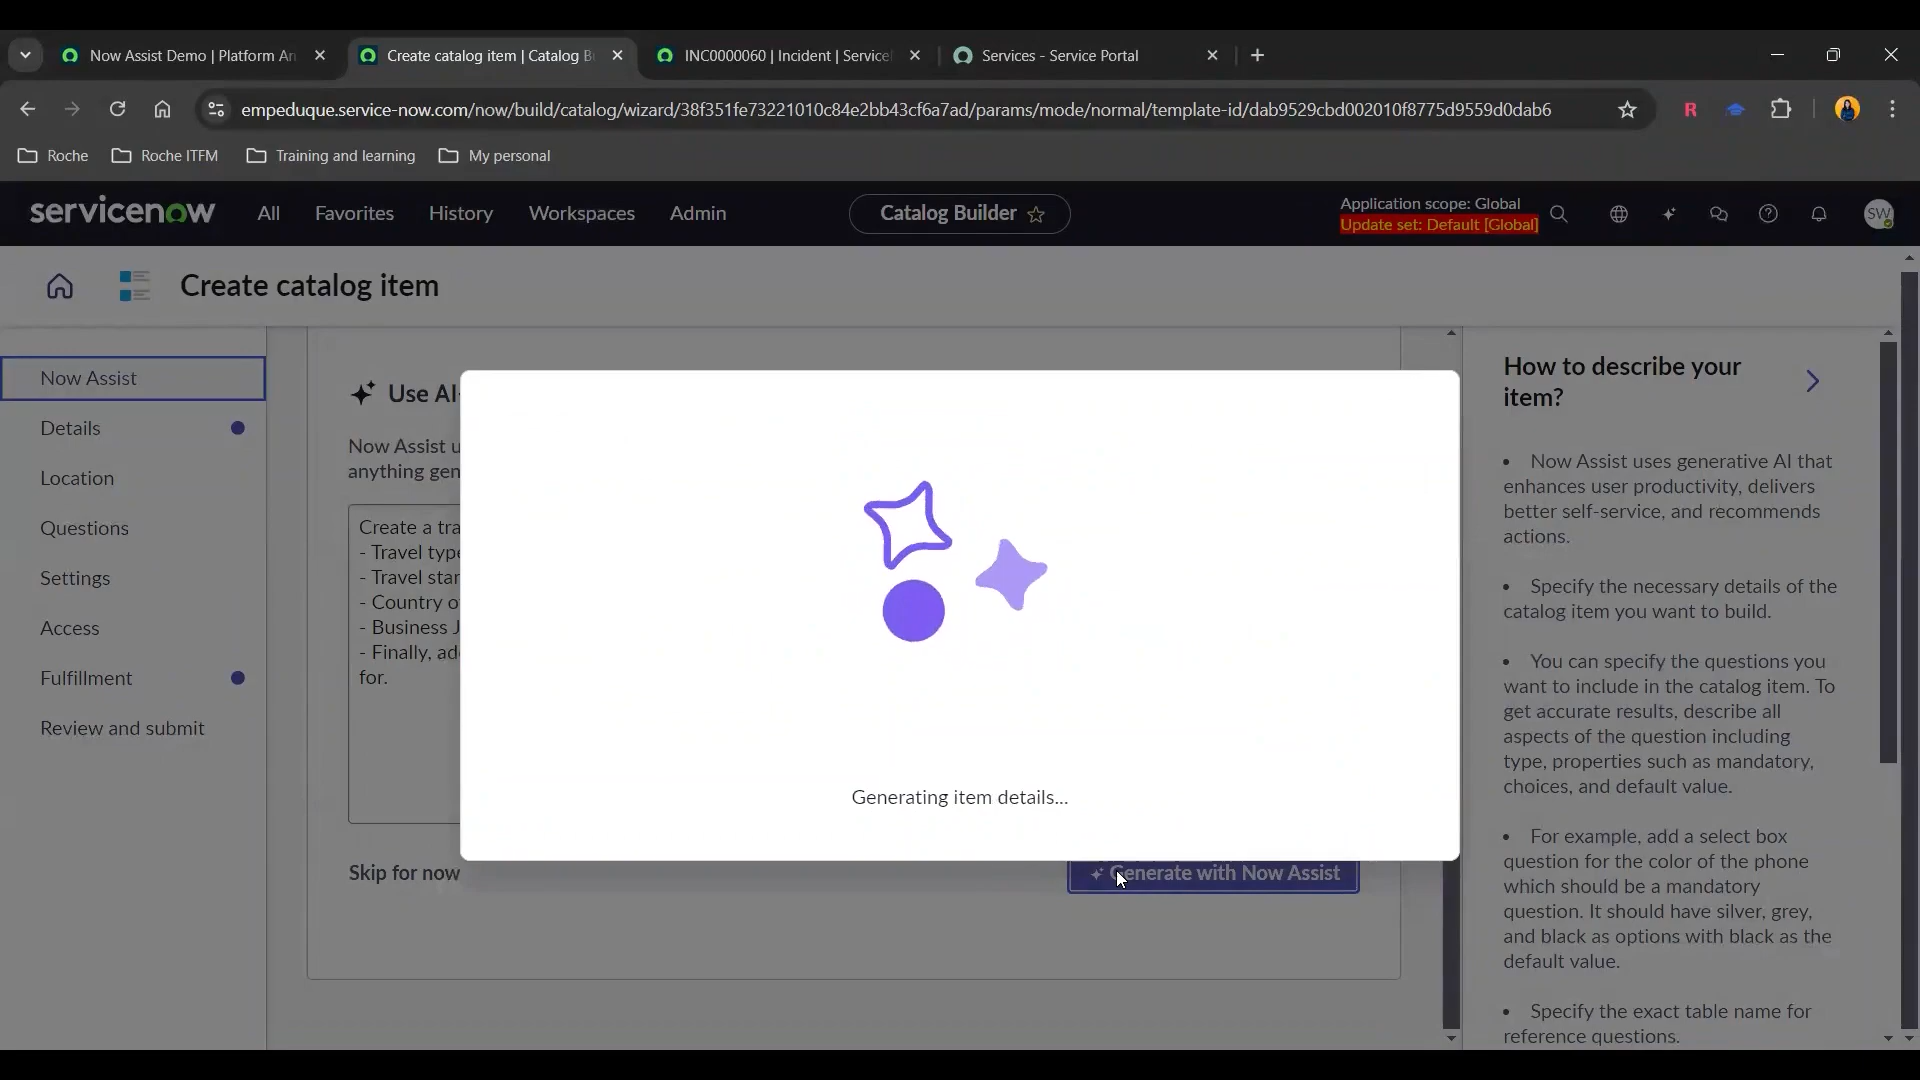 Now Assist Demo | Platform An
Create catalog item | Catalog B
INC0000060 | Incident | Service
Services - Service Portal
empeduque.service-now.com/now/build/catalog/wizard/38f351fe73221010c84e2bb43cf6a7ad/params/mode/normal/template-id/dab9529cbd002010f8775d9559d0dab6
R
Roche
Roche ITFM
Training and learning
My personal
servicenow
All
Favorites
History
Workspaces
Admin
Catalog Builder
Application scope: Global
Update set: Default [Global]
SW
Create catalog item
Now Assist
Details
Location
Questions
Settings
Access
Fulfillment
Review and submit
Use AI-
Now Assist u
anything gen
Create a tra
- Travel type
- Travel star
- Country o
- Business J
- Finally, ad
for.
Generating item details...
Skip for now
Generate with Now Assist
How to describe your
item?
• Now Assist uses generative AI that
enhances user productivity, delivers
better self-service, and recommends
actions.
• Specify the necessary details of the
catalog item you want to build.
• You can specify the questions you
want to include in the catalog item. To
get accurate results, describe all
aspects of the question including
type, properties such as mandatory,
choices, and default value.
• For example, add a select box
question for the color of the phone
which should be a mandatory
question. It should have silver, grey,
and black as options with black as the
default value.
• Specify the exact table name for
reference questions.